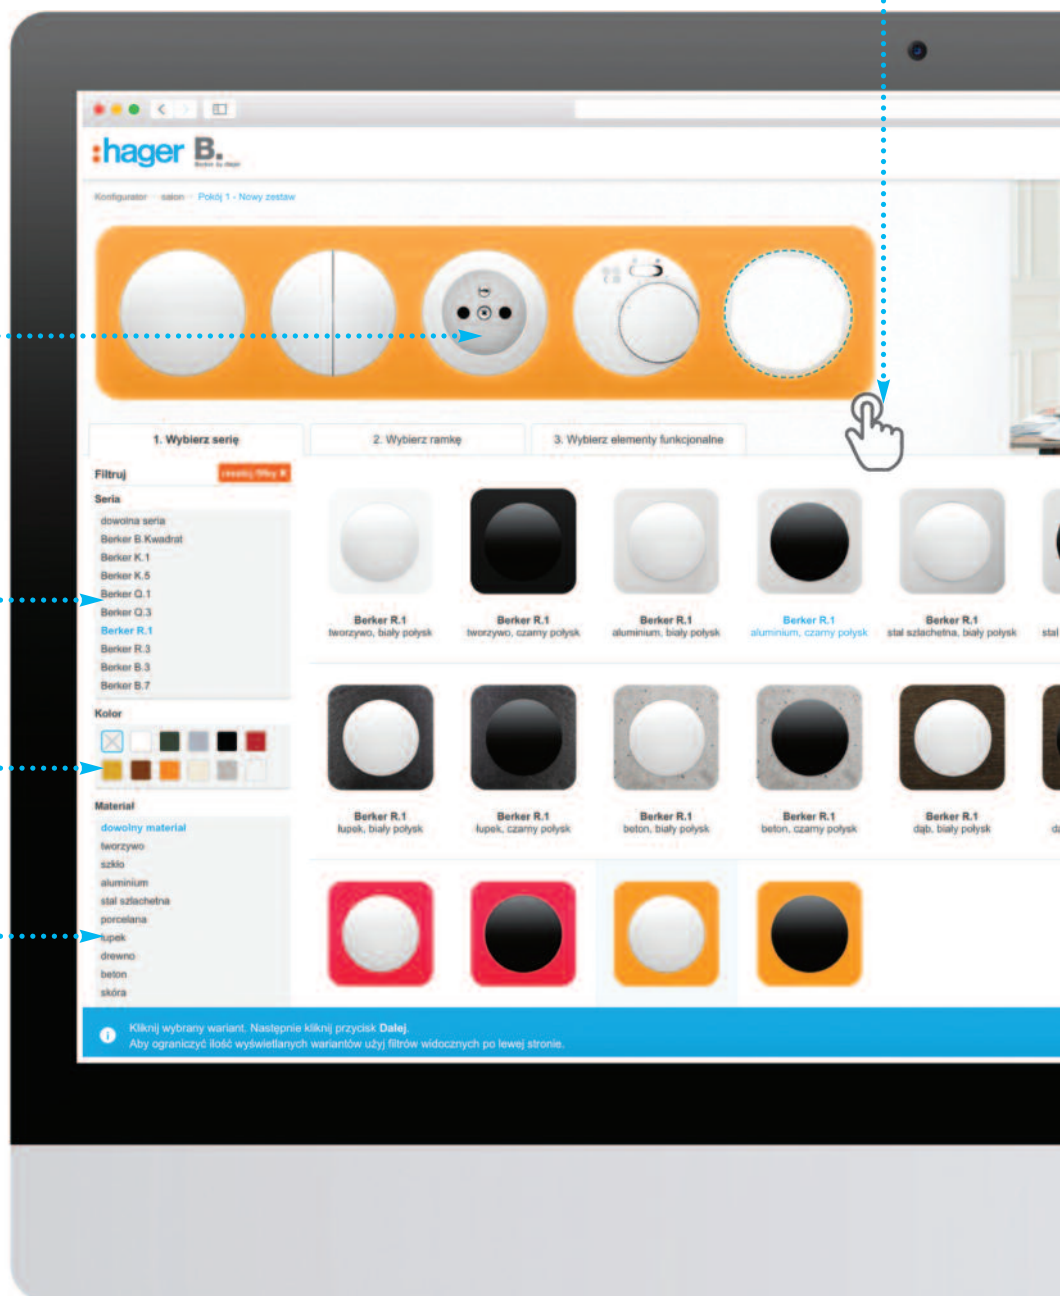 :hager B.
Berker by Hager
Konfigurator salon Pokój 1 - Nowy zestaw
1. Wybierz serię
2. Wybierz ramkę
3. Wybierz elementy funkcjonalne
Filtruj
Seria
dowolna seria
Berker B.Kwadrat
Berker K.1
Berker K.5
Berker Q.1
Berker Q.3
Berker R.1
Berker R.3
Berker B.3
Berker B.7
Kolor
Materiał
dowolny materiał
tworzywo
szkło
aluminium
stal szlachetna
porcelana
łupek
drewno
beton
skóra
Berker R.1
tworzywo, biały połysk
Berker R.1
tworzywo, czarny połysk
Berker R.1
aluminium, biały połysk
Berker R.1
aluminium, czarny połysk
Berker R.1
stal szlachetna, biały połysk
stal
Berker R.1
łupek, biały połysk
Berker R.1
łupek, czarny połysk
Berker R.1
beton, biały połysk
Berker R.1
beton, czarny połysk
Berker R.1
dąb, biały połysk
Kliknij wybrany wariant. Następnie kliknij przycisk Dalej.
Aby ograniczyć ilość wyświetlanych wariantów użyj filtrów widocznych po lewej stronie.